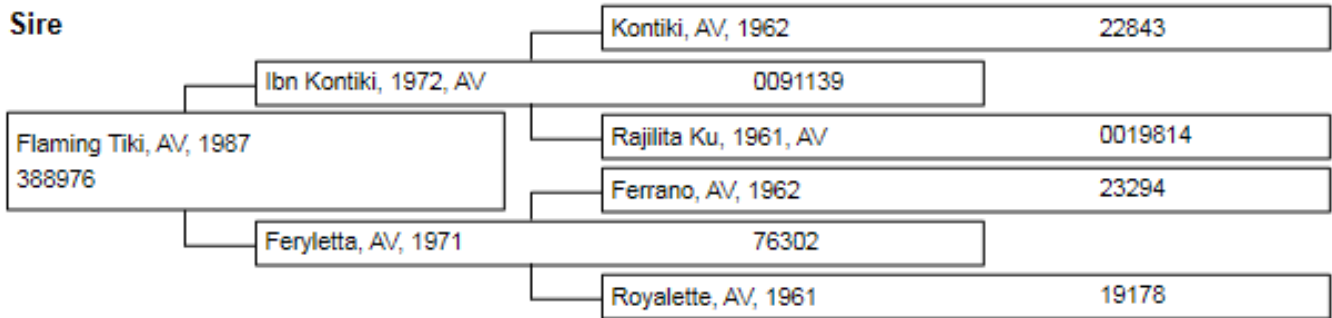 Sire
Kontiki, AV, 1962 22843
Ibn Kontiki, 1972, AV 0091139
Flaming Tiki, AV, 1987
388976
Rajilita Ku, 1961, AV 0019814
Ferrano, AV, 1962 23294
Feryletta, AV, 1971 76302
Royalette, AV, 1961 19178